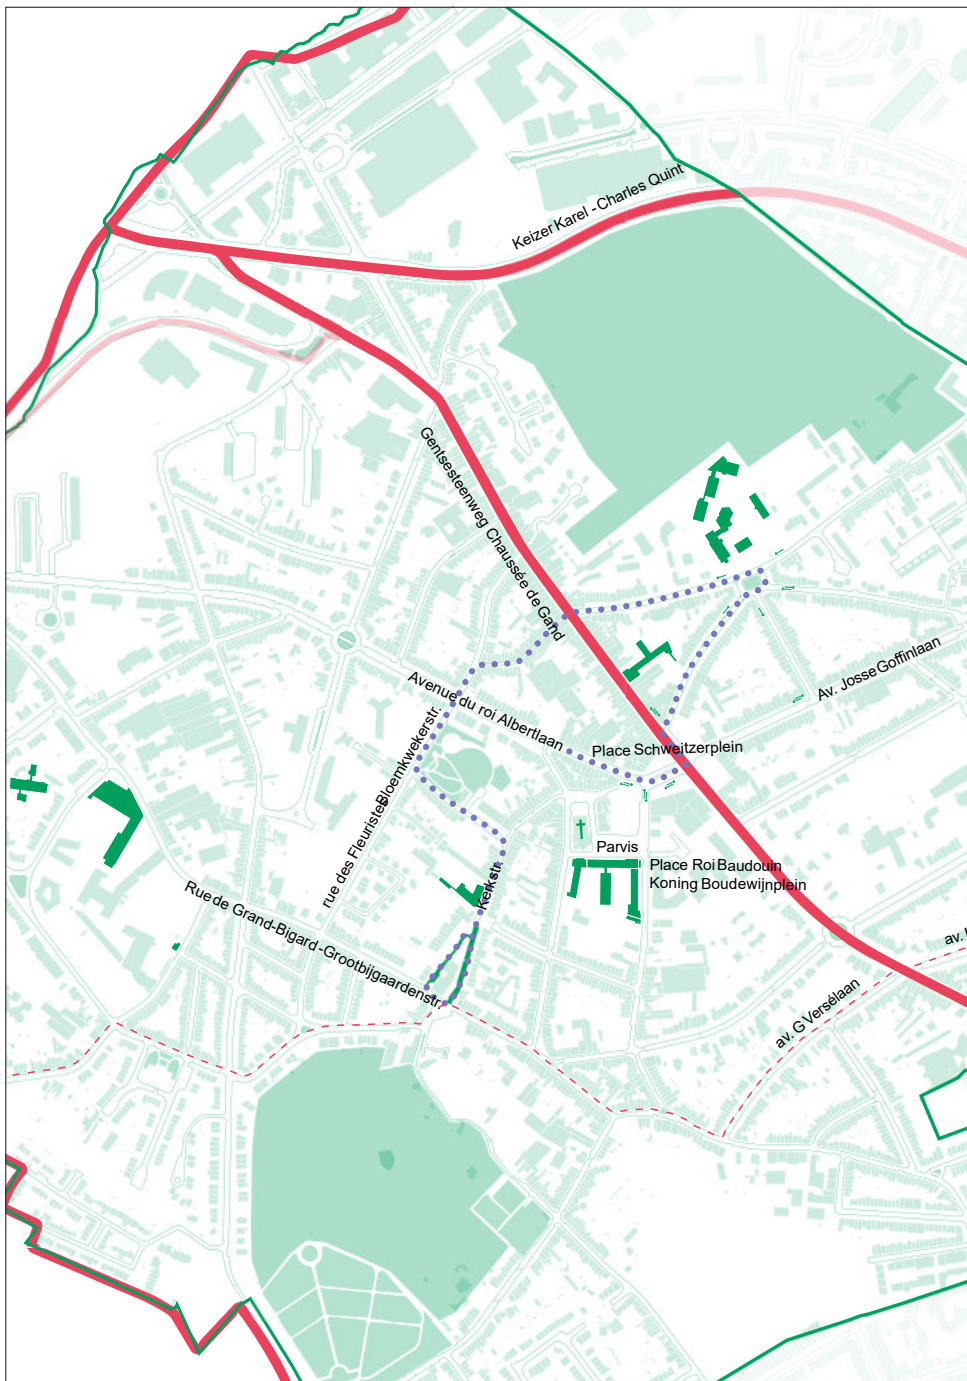 Keizer Karel - Charles Quint
Gentsesteenweg Chaussée de Gand
Av. Josse Goffinlaan
Avenue du roi Albertlaan
Place Schweitzerplein
rue des Fleuristes Bloemkwekerstr.
Parvis
Place Roi Baudouin
Koning Boudewijnplein
Kerkstr.
Rue de Grand-Bigard - Grootbijgaardenstr.
av.
av. G Versélaan